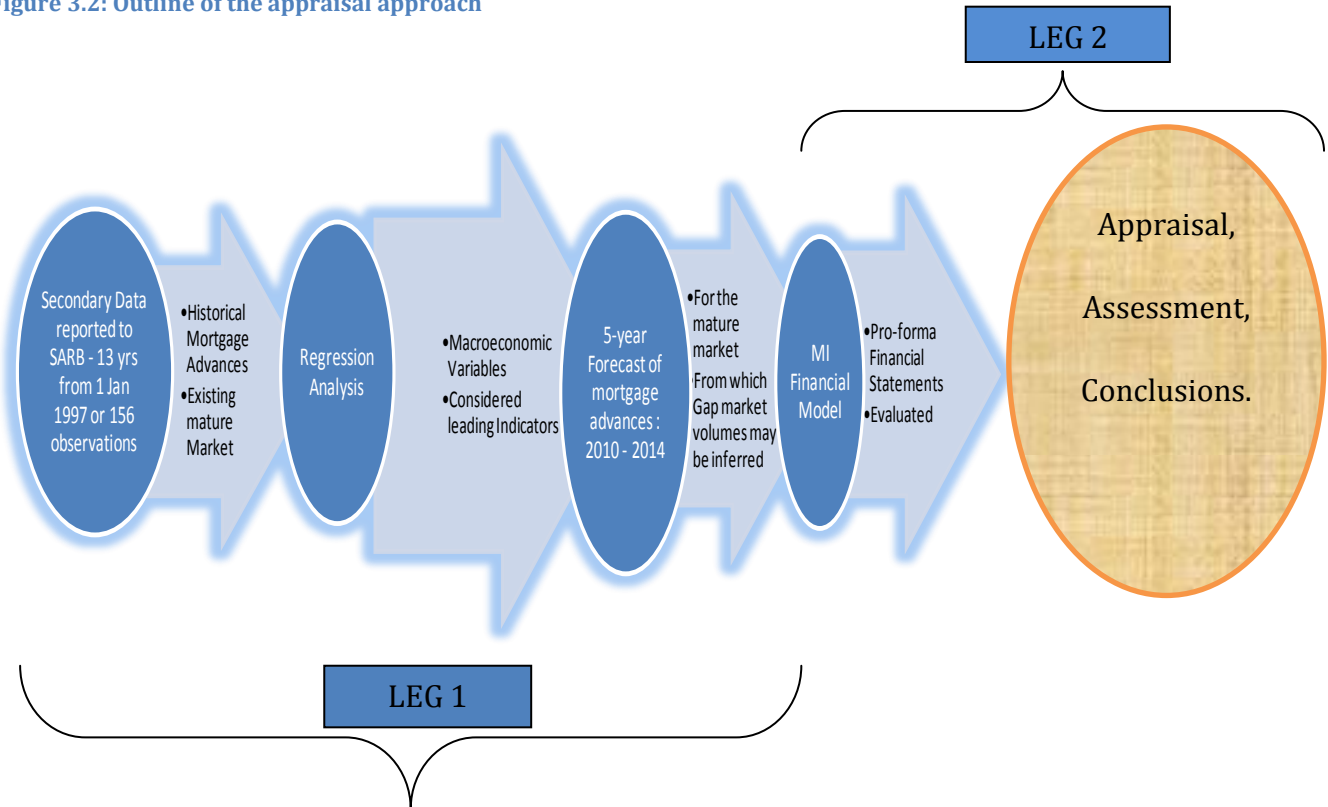 Figure 3.2: Outline of the appraisal approach
LEG 2
Secondary Data
reported to
SARB - 13 yrs
from 1 Jan
1997 or 156
observations
•Historical
Mortgage
Advances
•Existing
mature
Market
Regression
Analysis
•Macroeconomic
Variables
•Considered
leading Indicators
5-year
Forecast of
mortgage
advances :
2010 - 2014
•For the
mature
market
•From which
Gap market
volumes may
be inferred
MI
Financial
Model
•Pro-forma
Financial
Statements
•Evaluated
Appraisal,
Assessment,
Conclusions.
LEG 1